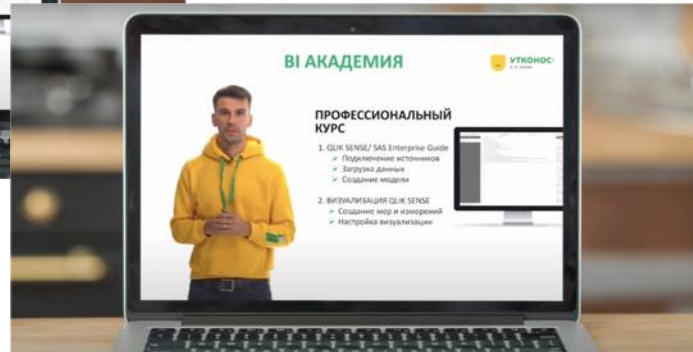 BI АКАДЕМИЯ
УТКОНОС
ПРОФЕССИОНАЛЬНЫЙ
КУРС
1. QLIK SENSE/ SAS Enterprise Guide
➢ Подключение источников
➢ Загрузка данных
➢ Создание модели
2. ВИЗУАЛИЗАЦИЯ QLIK SENSE
➢ Создание мер и измерений
➢ Настройка визуализации